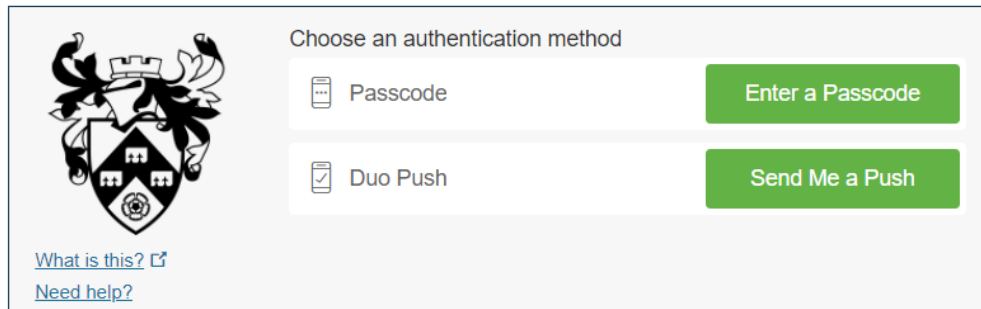 Choose an authentication method
Passcode
Enter a Passcode
Duo Push
Send Me a Push
What is this?
Need help?